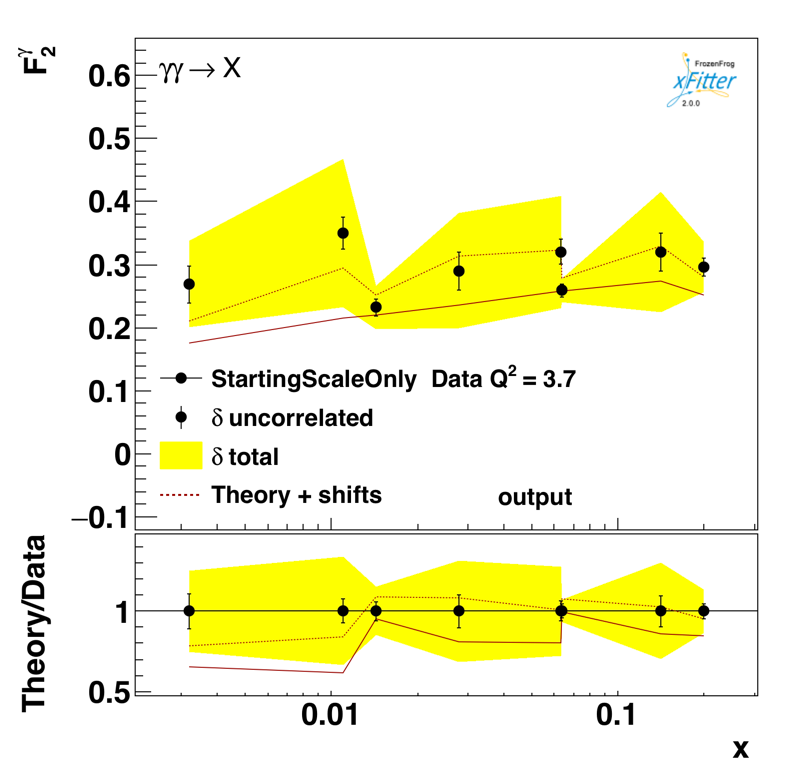 F₂^γ
γγ → X
FrozenFrog
xFitter
2.0.0
0.6
0.5
0.4
0.3
0.2
0.1
0
−0.1
StartingScaleOnly Data Q² = 3.7
δ uncorrelated
δ total
Theory + shifts
output
Theory/Data
1
0.5
0.01
0.1
x